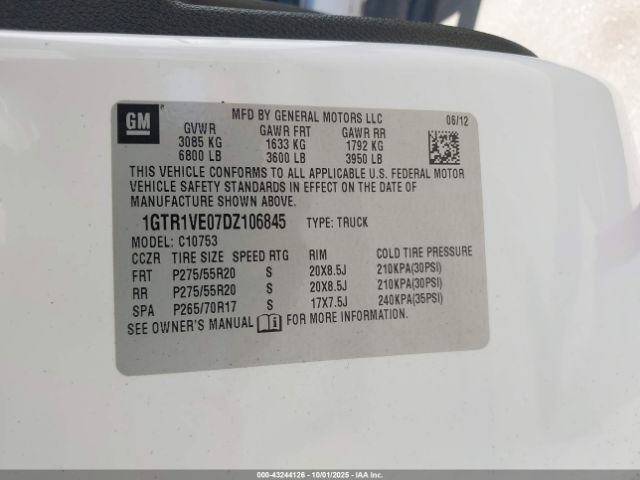 GM
MFD BY GENERAL MOTORS LLC 06/12
GVWR GAWR FRT GAWR RR
3085 KG 1633 KG 1792 KG
6800 LB 3600 LB 3950 LB
THIS VEHICLE CONFORMS TO ALL APPLICABLE U.S. FEDERAL MOTOR
VEHICLE SAFETY STANDARDS IN EFFECT ON THE DATE OF
MANUFACTURE SHOWN ABOVE.
1GTR1VE07DZ106845 TYPE: TRUCK
MODEL: C10753
CCZR TIRE SIZE SPEED RTG RIM COLD TIRE PRESSURE
FRT P275/55R20 S 20X8.5J 210KPA(30PSI)
RR P275/55R20 S 20X8.5J 210KPA(30PSI)
SPA P265/70R17 S 17X7.5J 240KPA(35PSI)
SEE OWNER'S MANUAL FOR MORE INFORMATION.
000-43244126 - 10/01/2025 - IAAI.COM